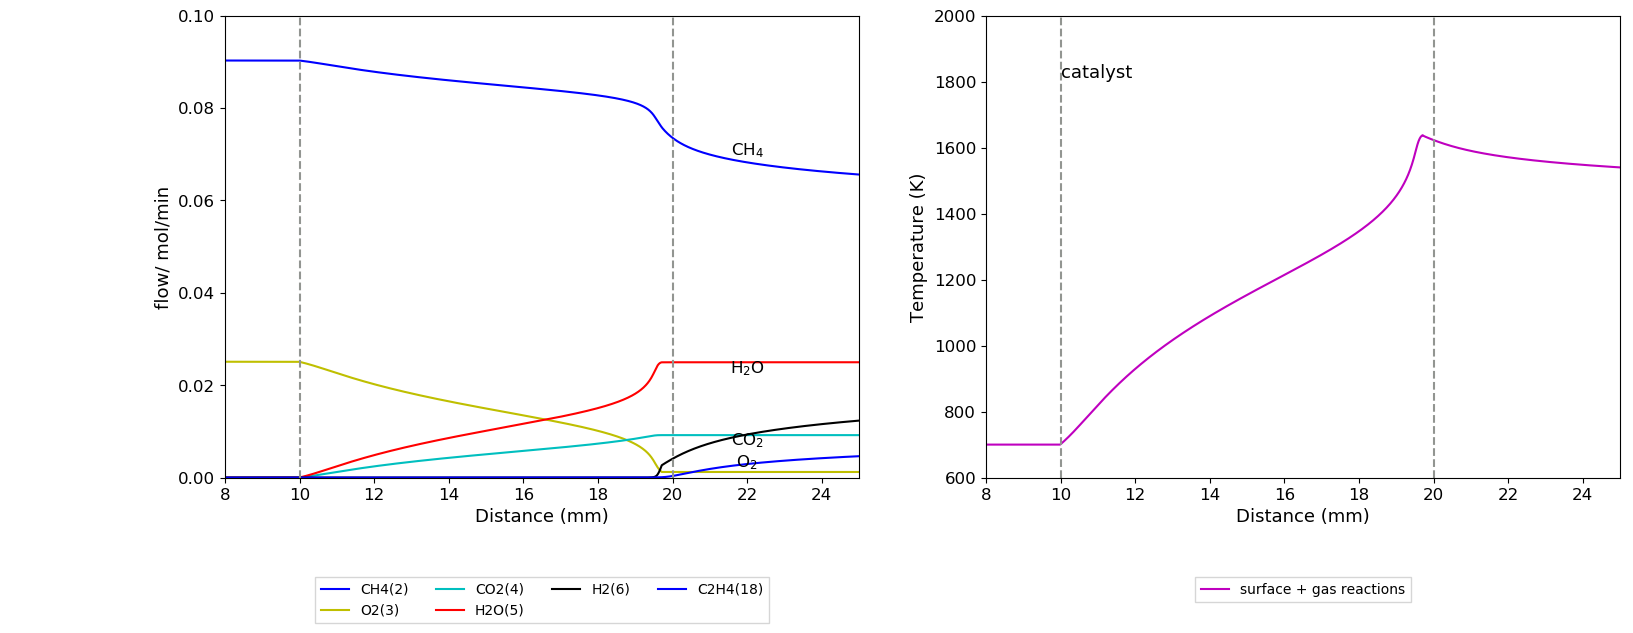 0.10
0.08
0.06
0.04
0.02
0.00
flow/ mol/min
CH₄
H₂O
CO₂
O₂
8 10 12 14 16 18 20 22 24
Distance (mm)
CH4(2) CO2(4) H2(6) C2H4(18)
O2(3) H2O(5)
2000
1800
1600
1400
1200
1000
800
600
Temperature (K)
catalyst
8 10 12 14 16 18 20 22 24
Distance (mm)
surface + gas reactions